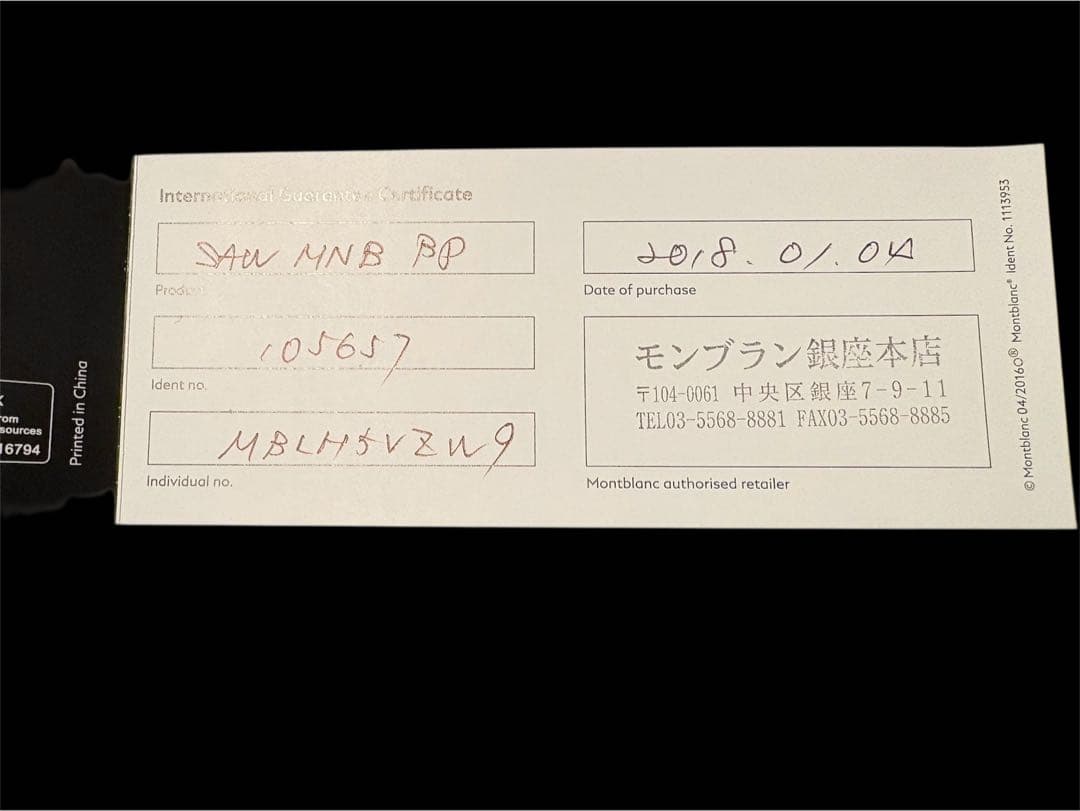 International Guarantee Certificate
SAW MNB BP
Product
105657
Ident no.
MBLH5VZW9
Individual no.
2018. 01. 04
Date of purchase
モンブラン銀座本店
〒104-0061 中央区銀座7-9-11
TEL03-5568-8881 FAX03-5568-8885
Montblanc authorised retailer
© Montblanc 04/2016O® Montblanc® Ident No. 1113953
Printed in China
rom
sources
16794